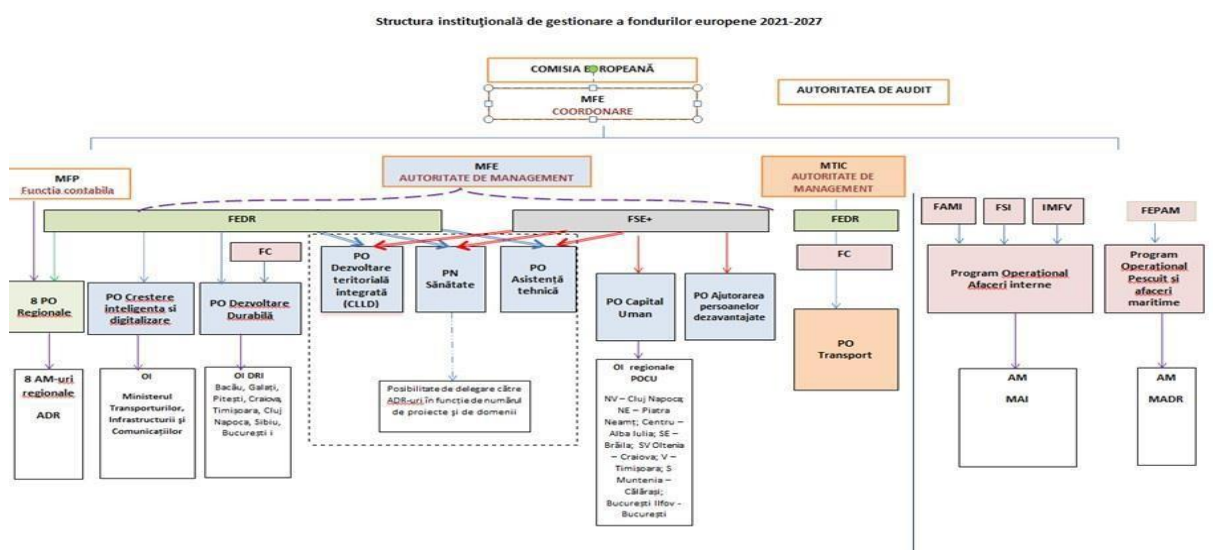 Structura instituţională de gestionare a fondurilor europene 2021-2027
COMISIA EUROPEANĂ
MFE
COORDONARE
AUTORITATEA DE AUDIT
MFP
Functia contabila
MFE
AUTORITATE DE MANAGEMENT
MTIC
AUTORITATE DE
MANAGEMENT
FEDR
FSE+
FEDR
FAMI
FSI
IMFV
FEPAM
FC
FC
8 PO
Regionale
PO Crestere
inteligenta si
digitalizare
PO Dezvoltare
Durabilă
PO
Dezvoltare
teritorială
integrată
(CLLD)
PN
Sănătate
PO
Asistență
tehnică
PO Capital
Uman
PO Ajutorarea
persoanelor
dezavantajate
PO
Transport
Program Operațional
Afaceri interne
Program
Operațional
Pescuit și
afaceri
maritime
8 AM-uri
regionale
ADR
OI
Ministerul
Transporturilor,
Infrastructurii și
Comunicațiilor
OI DRI
Bacău, Galați,
Pitești, Craiova,
Timișoara, Cluj
Napoca, Sibiu,
București i
Posibilitate de delegare către
ADR-uri în funcție de numărul
de proiecte și de domenii
OI regionale
POCU
NV – Cluj Napoca;
NE – Piatra
Neamț; Centru –
Alba Iulia; SE –
Brăila; SV Oltenia
– Craiova; V –
Timișoara; S
Muntenia –
Călărași;
București Ilfov -
București
AM
MAI
AM
MADR